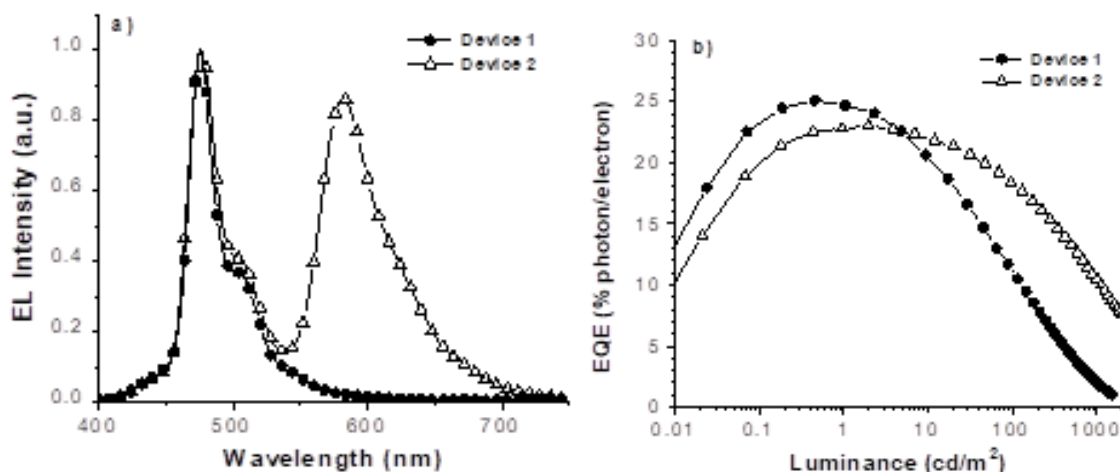 a)
Device 1
Device 2
1.0
0.8
0.6
0.4
0.2
0.0
400
500
600
700
EL Intensity (a.u.)
Wavelength (nm)
b)
Device 1
Device 2
30
25
20
15
10
5
0
0.01
0.1
1
10
100
1000
EQE (% photon/electron)
Luminance (cd/m²)